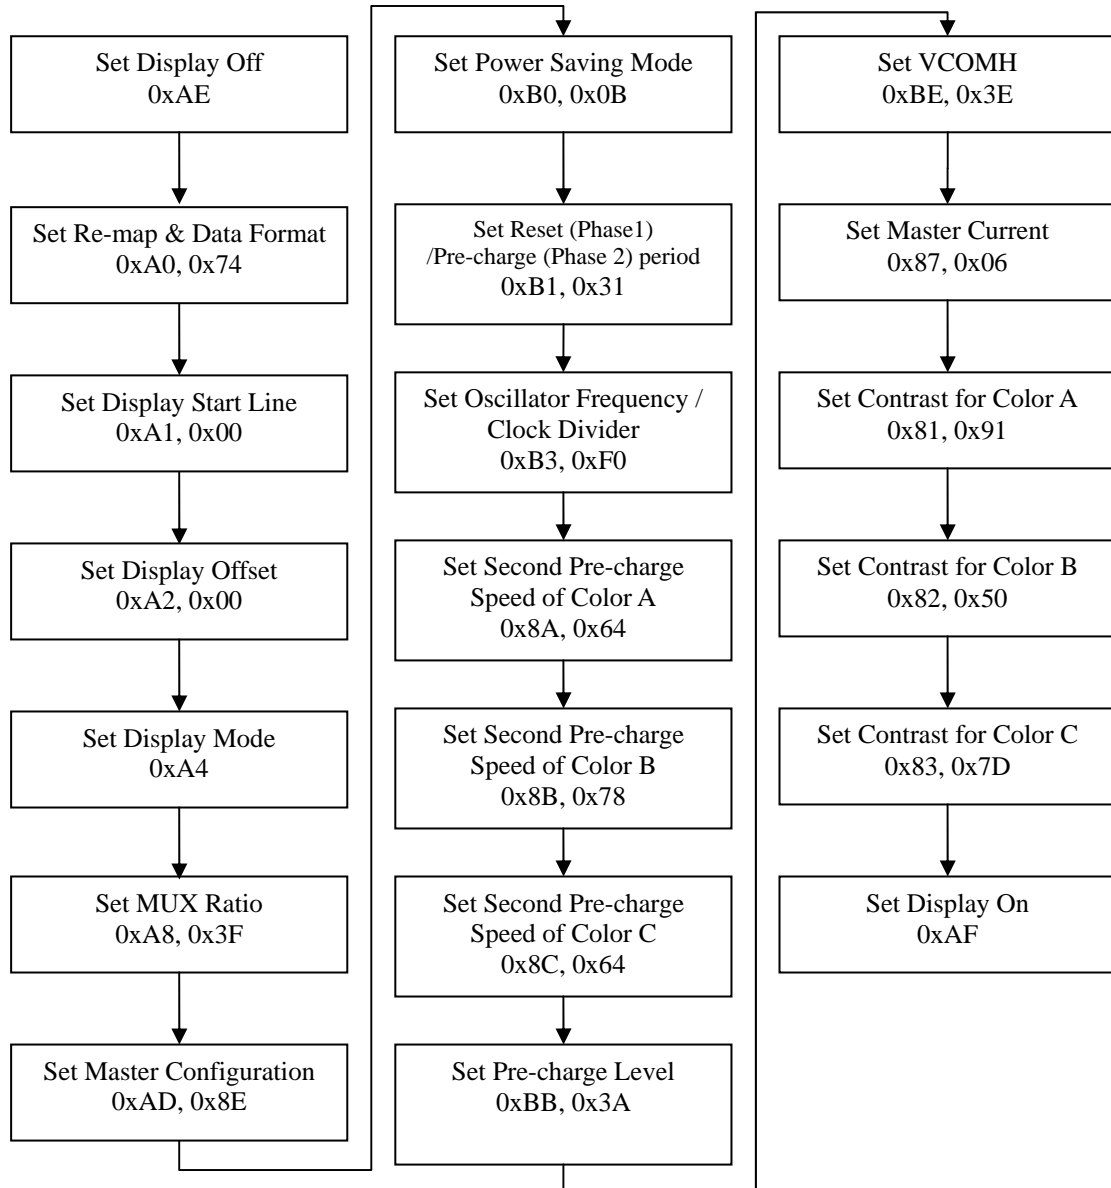 Set Display Off
0xAE
Set Re-map & Data Format
0xA0, 0x74
Set Display Start Line
0xA1, 0x00
Set Display Offset
0xA2, 0x00
Set Display Mode
0xA4
Set MUX Ratio
0xA8, 0x3F
Set Master Configuration
0xAD, 0x8E
Set Power Saving Mode
0xB0, 0x0B
Set Reset (Phase1)
/Pre-charge (Phase 2) period
0xB1, 0x31
Set Oscillator Frequency /
Clock Divider
0xB3, 0xF0
Set Second Pre-charge
Speed of Color A
0x8A, 0x64
Set Second Pre-charge
Speed of Color B
0x8B, 0x78
Set Second Pre-charge
Speed of Color C
0x8C, 0x64
Set Pre-charge Level
0xBB, 0x3A
Set VCOMH
0xBE, 0x3E
Set Master Current
0x87, 0x06
Set Contrast for Color A
0x81, 0x91
Set Contrast for Color B
0x82, 0x50
Set Contrast for Color C
0x83, 0x7D
Set Display On
0xAF